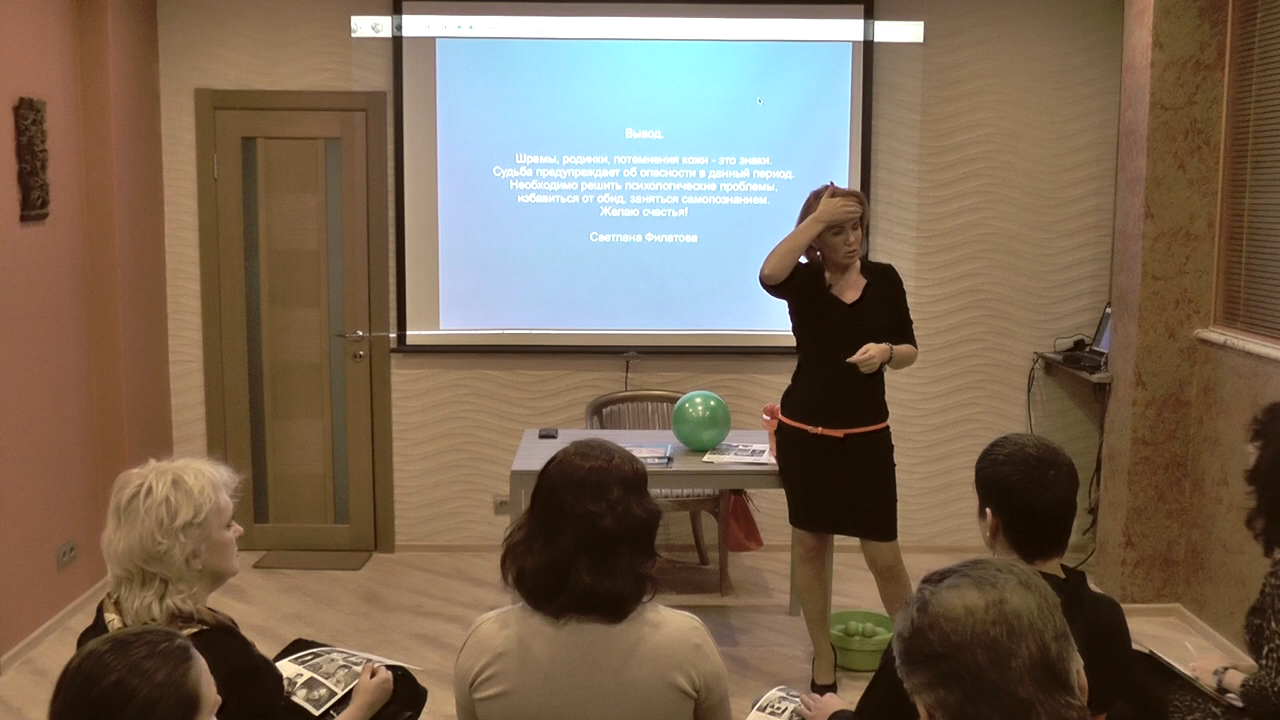 Вывод.
Шрамы, родинки, потемнения кожи - это знаки.
Судьба предупреждает об опасности в данный период.
Необходимо решить психологические проблемы,
избавиться от обид, заняться самопознанием.
Желаю счастья!
Светлана Филатова